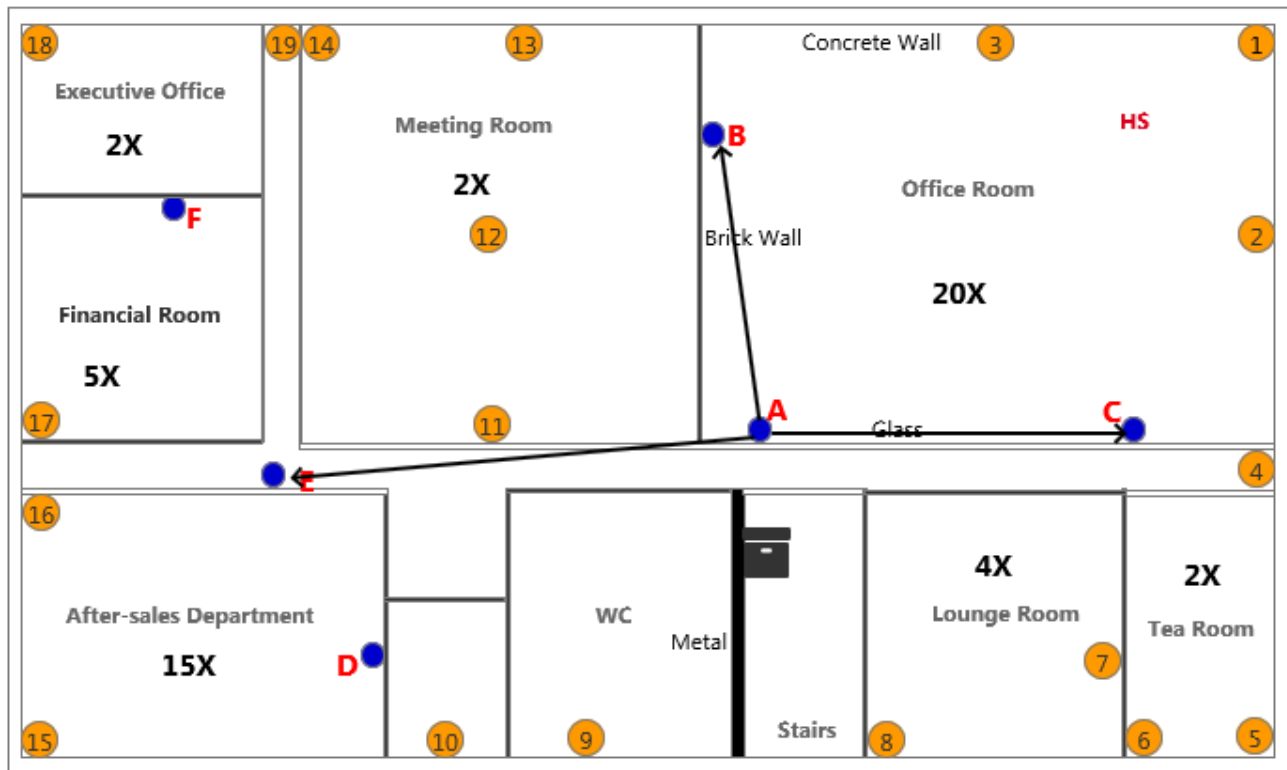 18
19
14
13
Concrete Wall
3
1
Executive Office
2X
Meeting Room
2X
B
HS
Office Room
F
12
Brick Wall
2
20X
Financial Room
5X
17
11
A
C
Glass
E
4
16
After-sales Department
15X
D
WC
Metal
4X
Lounge Room
2X
Tea Room
7
15
10
9
Stairs
8
6
5